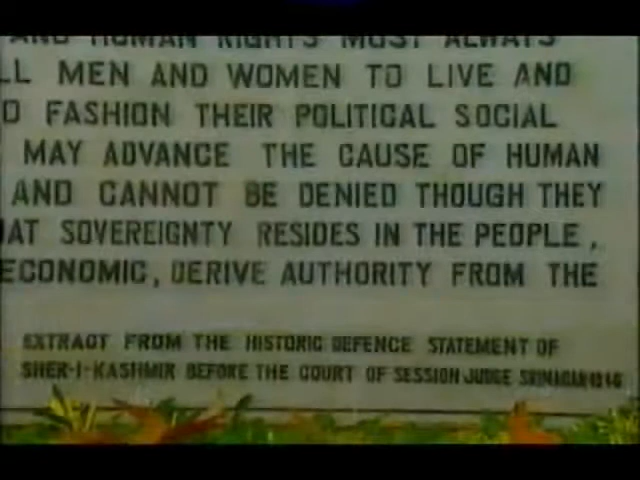 AND HUMAN RIGHTS MUST ALWAYS
LL MEN AND WOMEN TO LIVE AND
O FASHION THEIR POLITICAL SOCIAL
MAY ADVANCE THE CAUSE OF HUMAN
AND CANNOT BE DENIED THOUGH THEY
AT SOVEREIGNTY RESIDES IN THE PEOPLE,
ECONOMIC, DERIVE AUTHORITY FROM THE
EXTRACT FROM THE HISTORIC DEFENCE STATEMENT OF
SHER-I-KASHMIR BEFORE THE COURT OF SESSION JUDGE SRINAGAR 1946